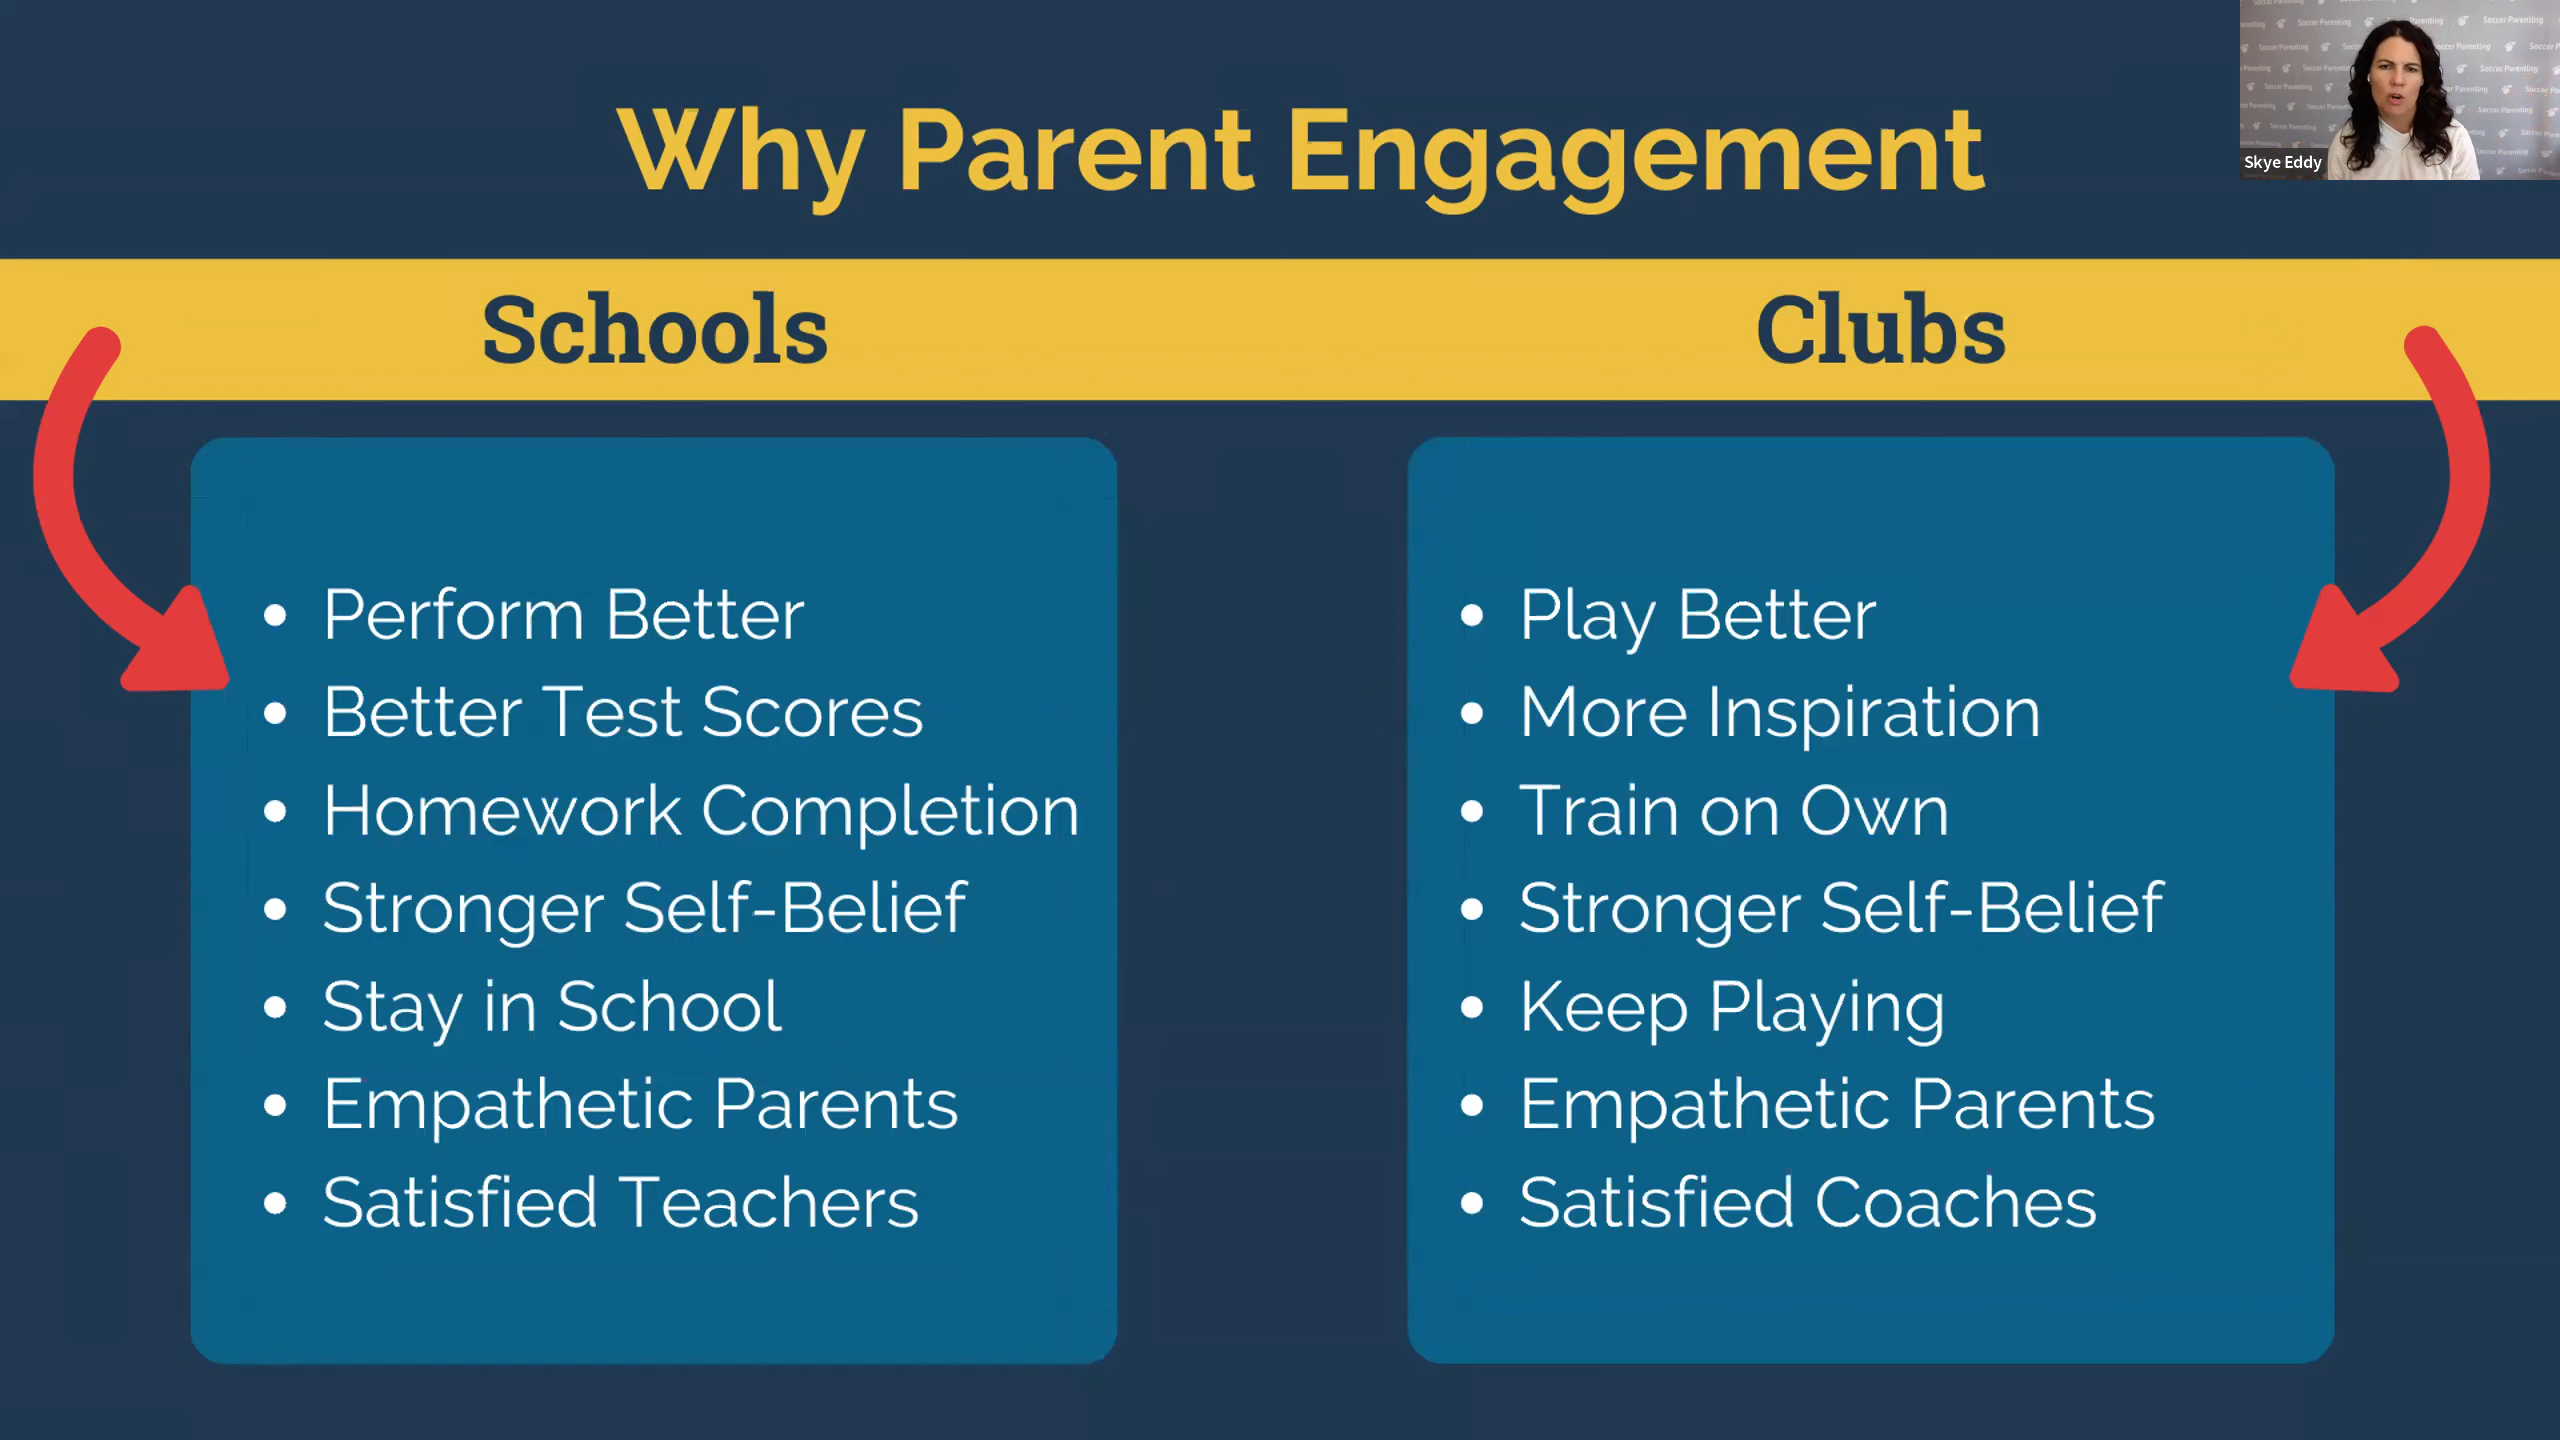 Why Parent Engagement
Soccer Parenting
Skye Eddy
Schools
Clubs
• Perform Better
• Better Test Scores
• Homework Completion
• Stronger Self-Belief
• Stay in School
• Empathetic Parents
• Satisfied Teachers
• Play Better
• More Inspiration
• Train on Own
• Stronger Self-Belief
• Keep Playing
• Empathetic Parents
• Satisfied Coaches